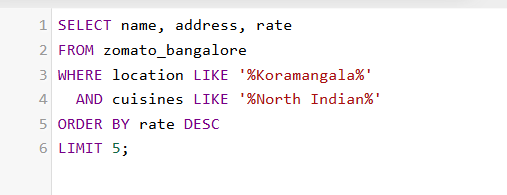 1 SELECT name, address, rate
2 FROM zomato_bangalore
3 WHERE location LIKE '%Koramangala%'
4   AND cuisines LIKE '%North Indian%'
5 ORDER BY rate DESC
6 LIMIT 5;